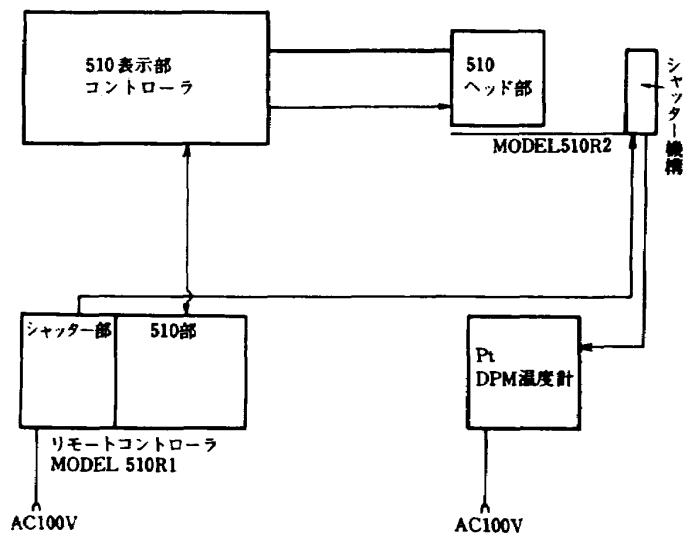 510表示部
コントローラ
510
ヘッド部
シャッター機構
MODEL510R2
シャッター部
510部
Pt
DPM温度計
リモートコントローラ
MODEL 510R1
AC100V
AC100V